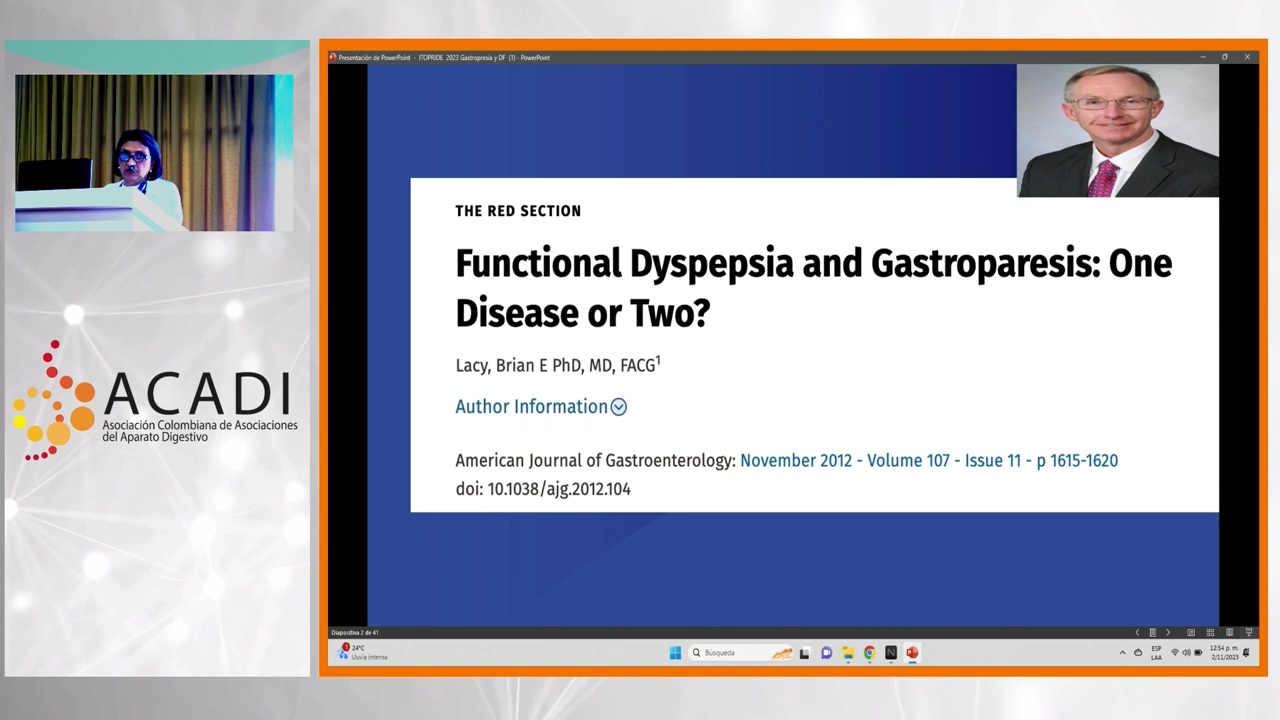 Presentación de PowerPoint - ITOPRIDE 2023 Gastropresia y DF (1) - PowerPoint
THE RED SECTION
Functional Dyspepsia and Gastroparesis: One
Disease or Two?
Lacy, Brian E PhD, MD, FACG1
Author Information
American Journal of Gastroenterology: November 2012 - Volume 107 - Issue 11 - p 1615-1620
doi: 10.1038/ajg.2012.104
ACADI
Asociación Colombiana de Asociaciones
del Aparato Digestivo
Diapositiva 2 de 41
1
24°C
Lluvia intensa
Búsqueda
ESP
LAA
12:54 p. m.
2/11/2023